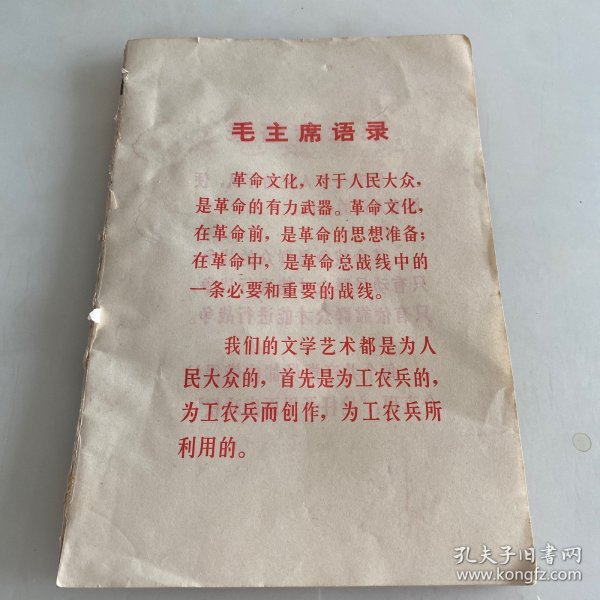 毛主席语录
革命文化，对于人民大众，
是革命的有力武器。革命文化，
在革命前，是革命的思想准备；
在革命中，是革命总战线中的
一条必要和重要的战线。
我们的文学艺术都是为人
民大众的，首先是为工农兵的，
为工农兵而创作，为工农兵所
利用的。
孔夫子旧书网
www.kongfz.com